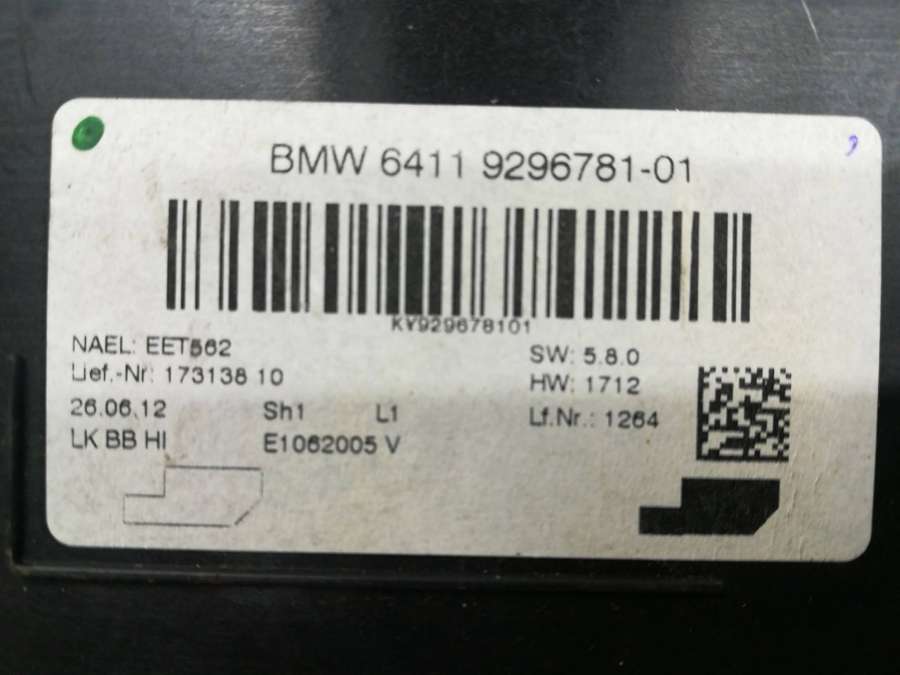 BMW 6411 9296781-01
KY929678101
NAEL: EET562
Lief.-Nr: 173138 10
26.06.12 Sh1 L1
LK BB HI E1062005 V
SW: 5.8.0
HW: 1712
Lf.Nr.: 1264